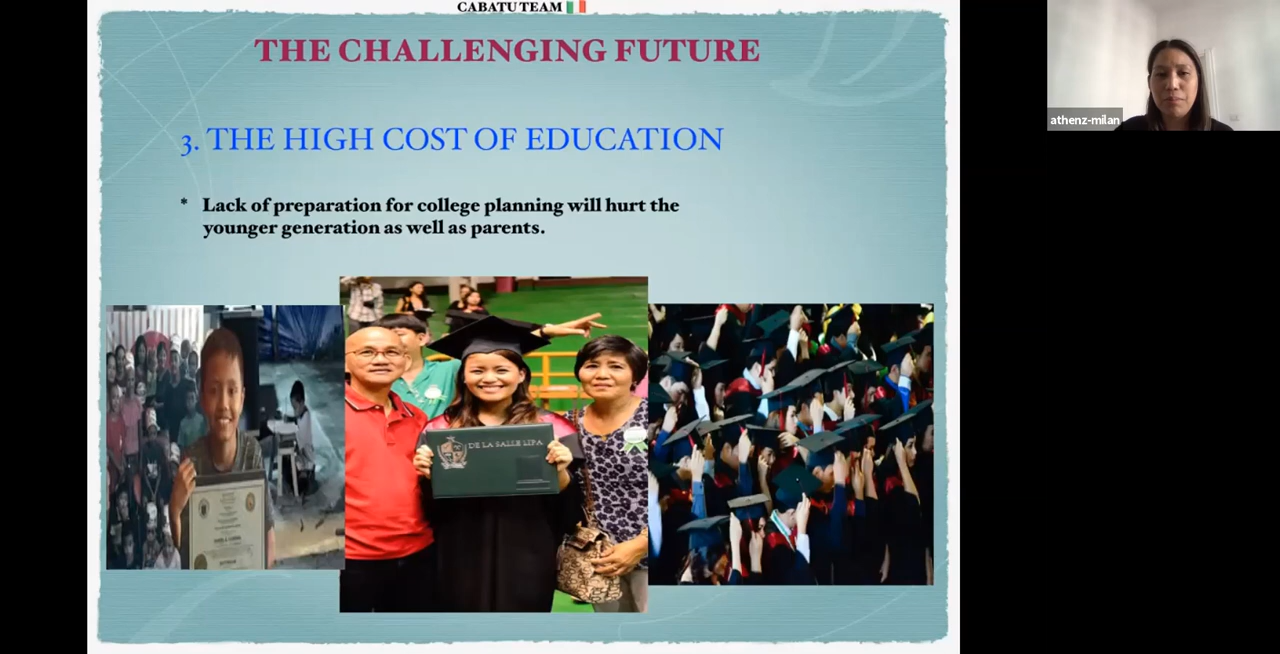 CABATU TEAM
THE CHALLENGING FUTURE
3. THE HIGH COST OF EDUCATION
* Lack of preparation for college planning will hurt the
younger generation as well as parents.
DE LA SALLE LIPA
athenz-milan